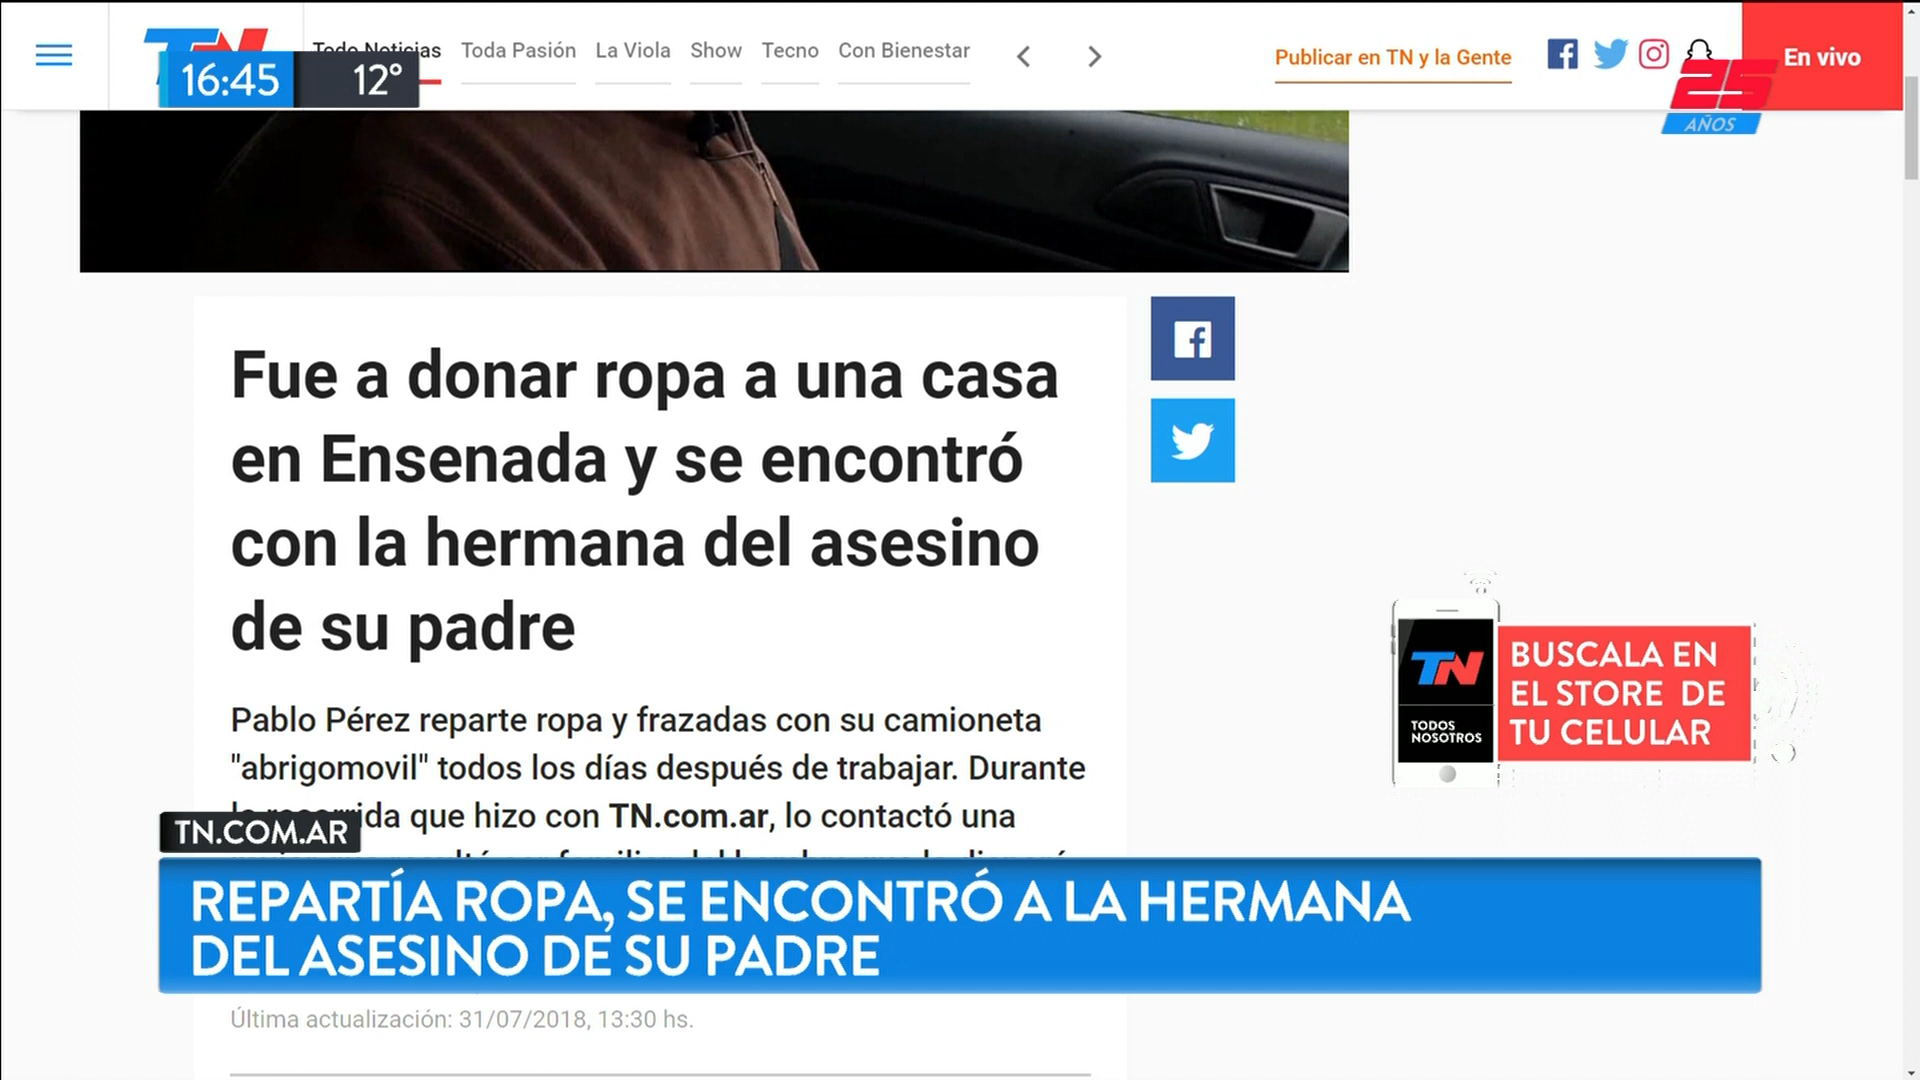 TN
Todo Noticias
Toda Pasión
La Viola
Show
Tecno
Con Bienestar
Publicar en TN y la Gente
En vivo
16:45
12°
25
AÑOS
Fue a donar ropa a una casa
en Ensenada y se encontró
con la hermana del asesino
de su padre
Pablo Pérez reparte ropa y frazadas con su camioneta
"abrigomovil" todos los días después de trabajar. Durante
que hizo con TN.com.ar, lo contactó una
TN
TODOS
NOSOTROS
BUSCALA EN
EL STORE DE
TU CELULAR
TN.COM.AR
REPARTÍA ROPA, SE ENCONTRÓ A LA HERMANA
DEL ASESINO DE SU PADRE
Última actualización: 31/07/2018, 13:30 hs.